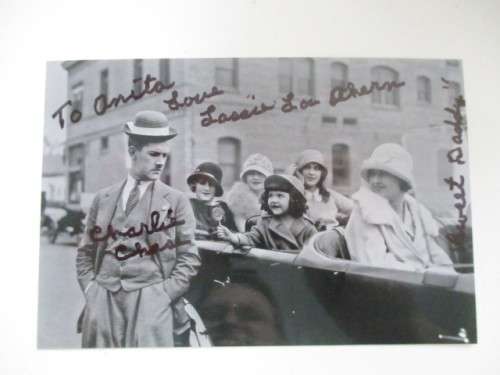 To Anita
Love
Lassie Lou Ahern
"Sweet Daddy"
Charlie
Chase